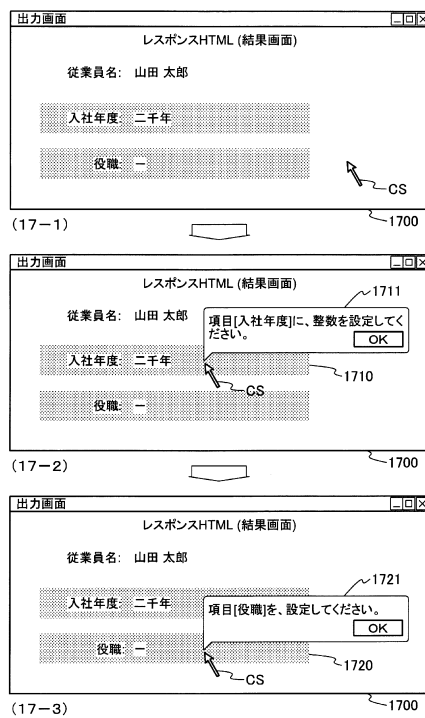 出力画面
レスポンスHTML (結果画面)
従業員名: 山田 太郎
入社年度: 二千年
役職: ー
CS
1700
(17−1)
出力画面
レスポンスHTML (結果画面)
1711
従業員名: 山田 太郎
項目[入社年度]に、整数を設定してく
ださい。
OK
入社年度: 二千年
1710
CS
役職: ー
1700
(17−2)
出力画面
レスポンスHTML (結果画面)
従業員名: 山田 太郎
1721
入社年度: 二千年
項目[役職]を、設定してください。
OK
役職: ー
1720
CS
1700
(17−3)